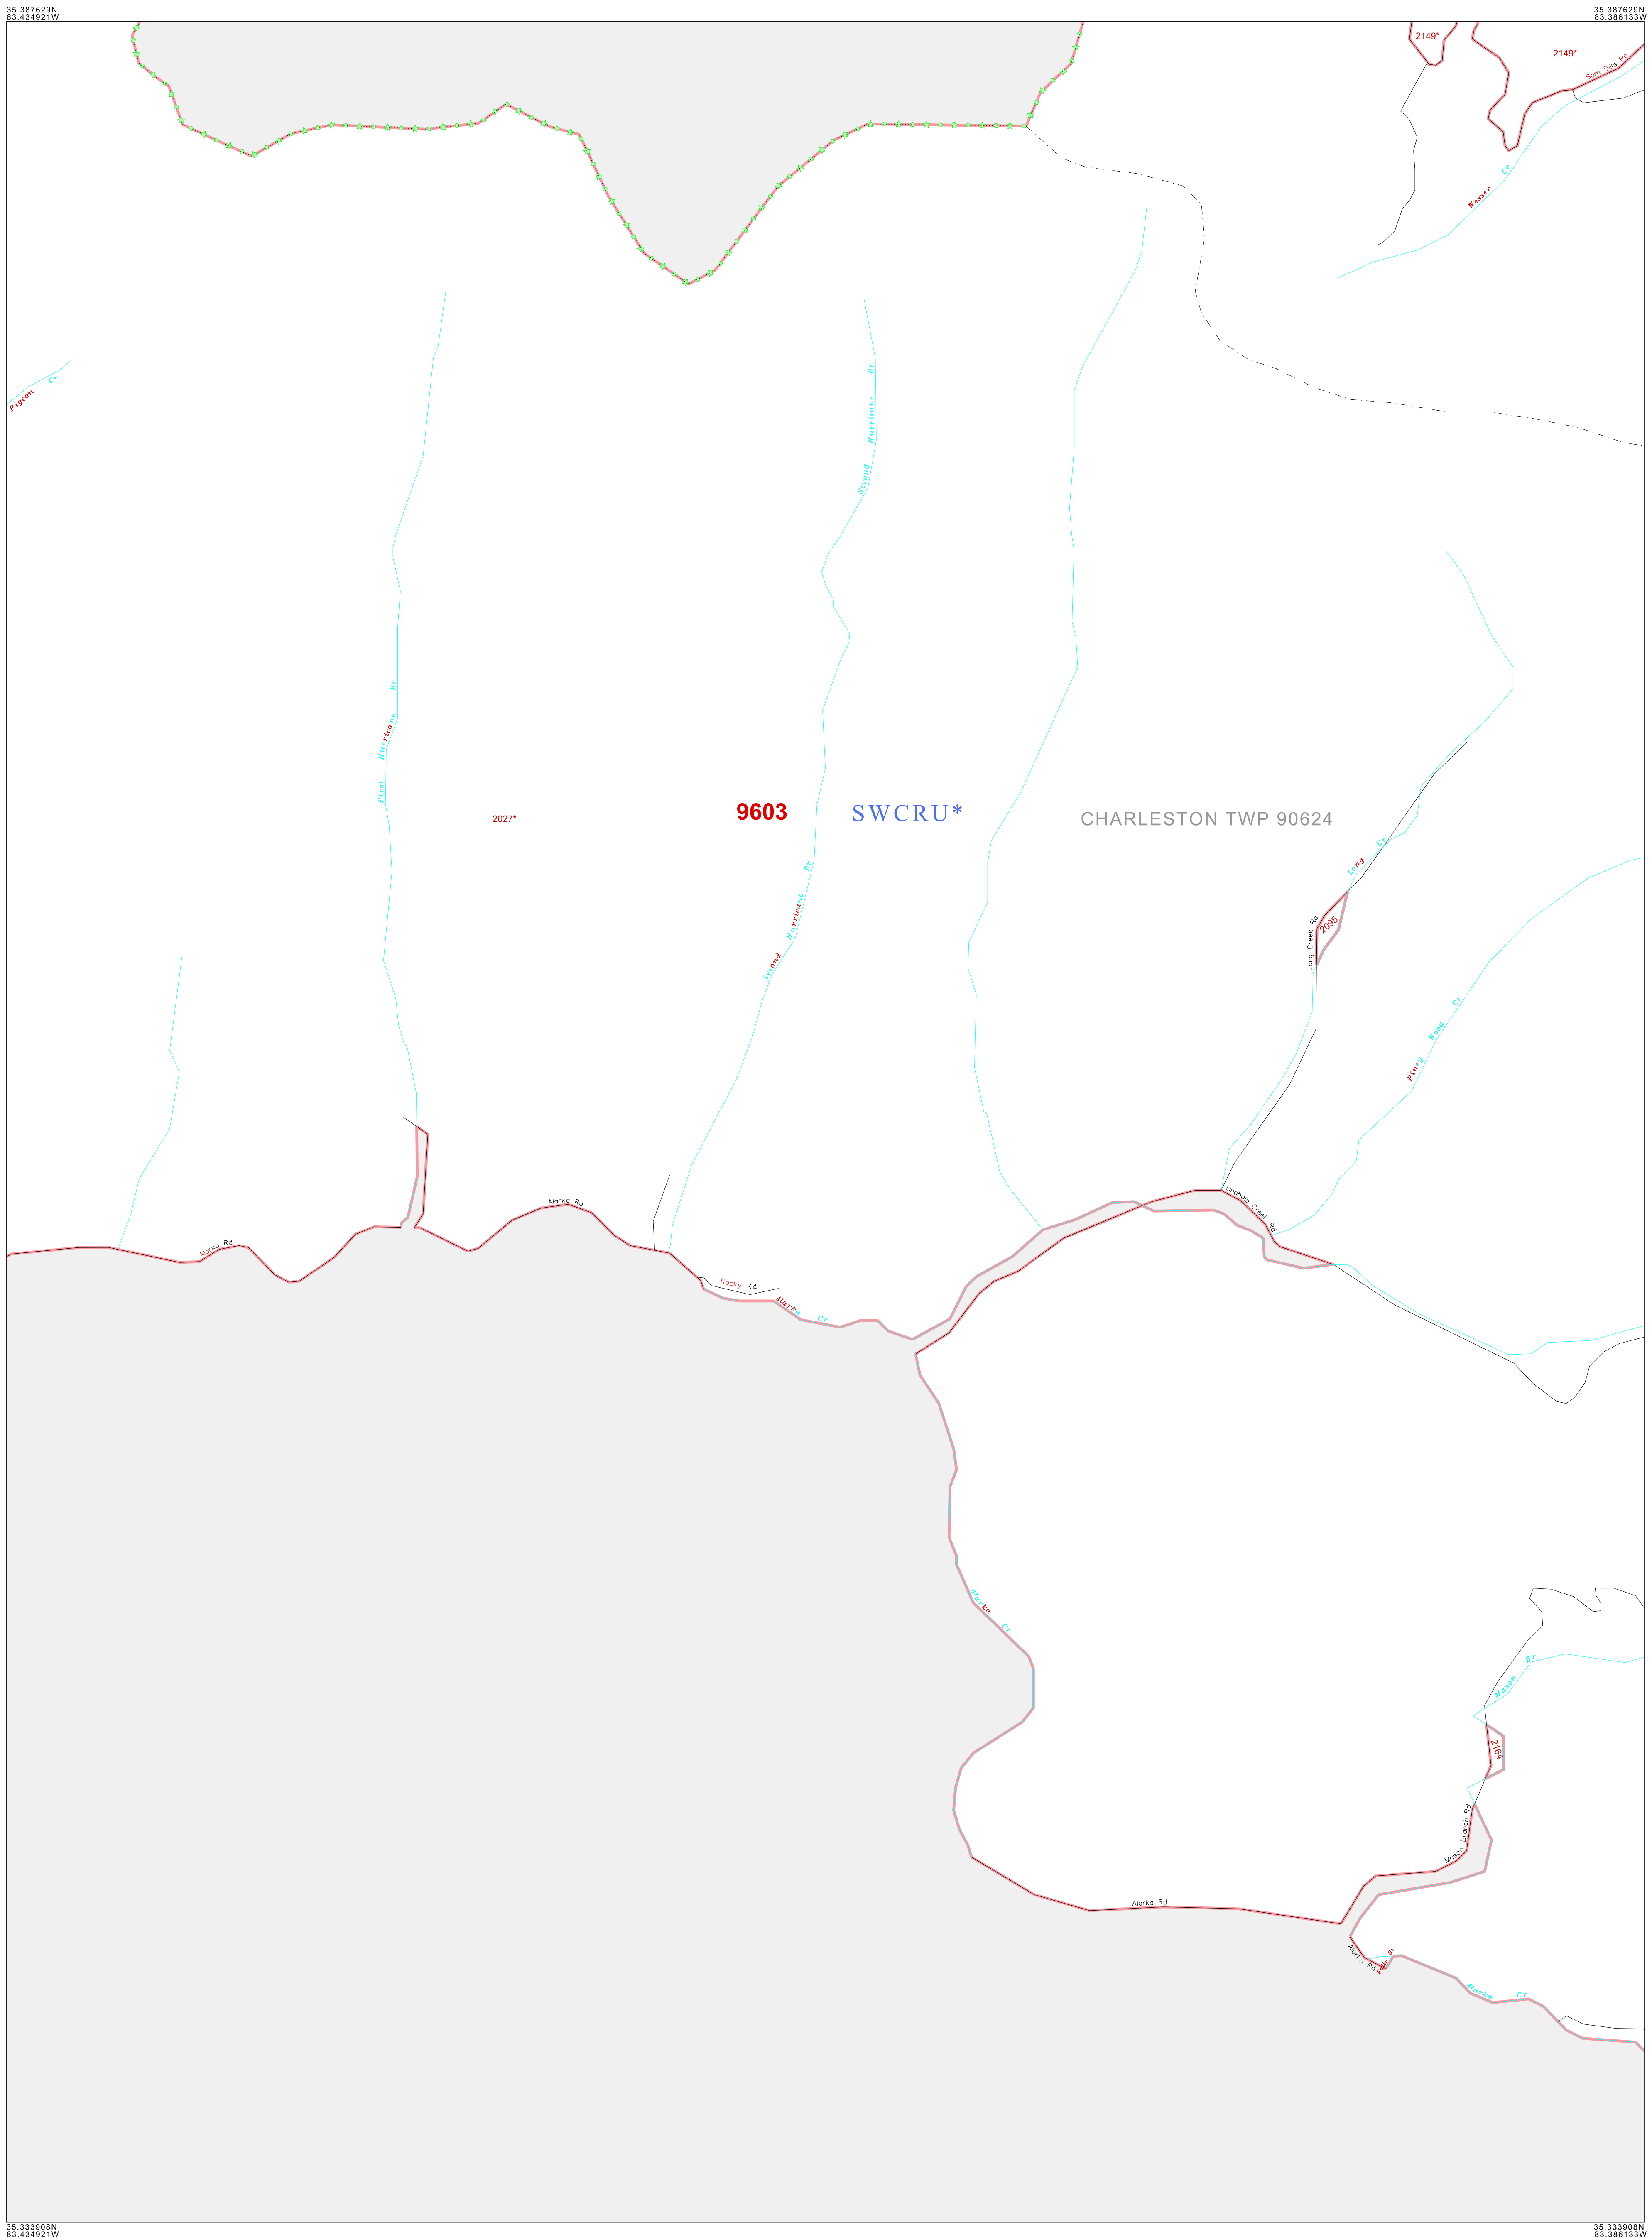 35.387629N
83.434921W
35.387629N
83.386133W
2149*
2149*
Sam Dills Rd
Wesser Cr
Pigeon Cr
Second Hurricane Br
First Hurricane Br
2027*
9603
SWCRU*
CHARLESTON TWP 90624
Long Cr
2095
Long Creek Rd
Second Hurricane Br
Piney Wood Cr
Alarka Rd
Alarka Rd
Unahala Creek Rd
Rocky Rd
Alarka Cr
Alarka Cr
Mason Br
2164
Mason Branch Rd
Alarka Rd
Alarka Rd
Falls Br
Alarka Cr
35.333908N
83.434921W
35.333908N
83.386133W